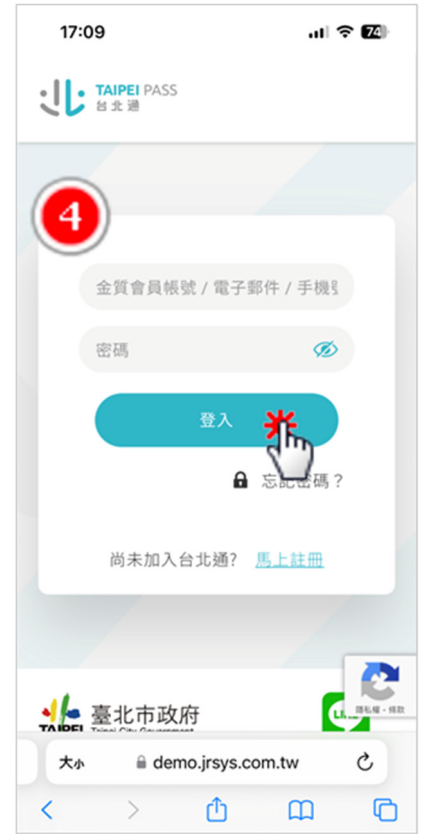 17:09
74
TAIPEI PASS
台北通
4
金質會員帳號 / 電子郵件 / 手機號
密碼
登入
忘記密碼？
尚未加入台北通? 馬上註冊
臺北市政府
TAIPEI Taipei City Government
隱私權 - 條款
大小 demo.jrsys.com.tw